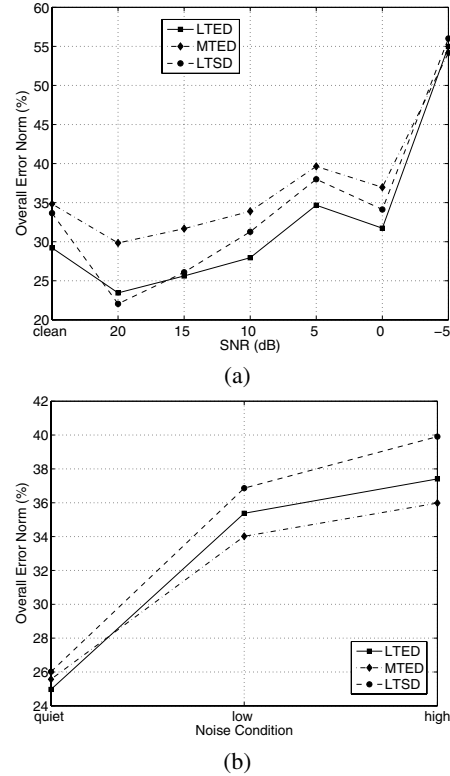 60
55
50
45
40
35
30
25
20
Overall Error Norm (%)
LTED
MTED
LTSD
clean 20 15 10 5 0 −5
SNR (dB)
(a)
42
40
38
36
34
32
30
28
26
24
Overall Error Norm (%)
LTED
MTED
LTSD
quiet low high
Noise Condition
(b)